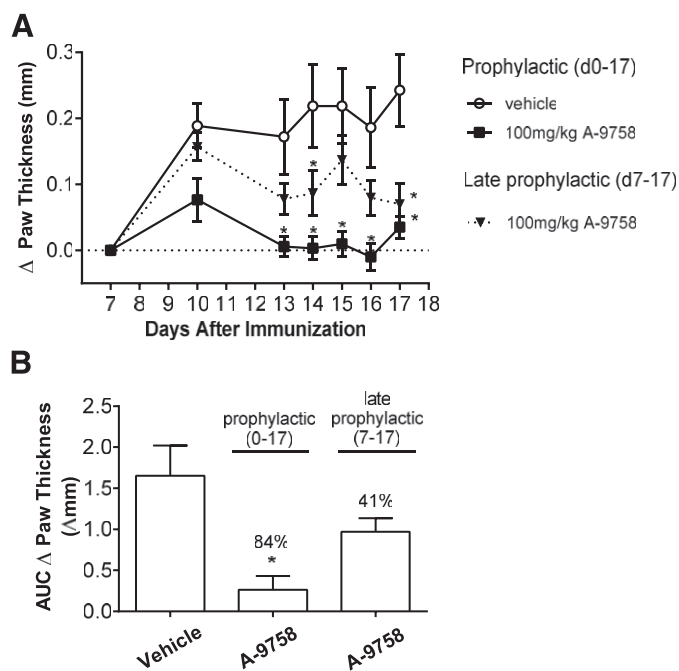 A
0.3
0.2
0.1
0.0
Δ Paw Thickness (mm)
7 8 9 10 11 12 13 14 15 16 17 18
Days After Immunization
* * * * * * *
Prophylactic (d0-17)
vehicle
100mg/kg A-9758
Late prophylactic (d7-17)
100mg/kg A-9758
B
2.5
2.0
1.5
1.0
0.5
0.0
AUC Δ Paw Thickness
(Δmm)
prophylactic
(0-17)
late
prophylactic
(7-17)
84%
*
41%
Vehicle
A-9758
A-9758